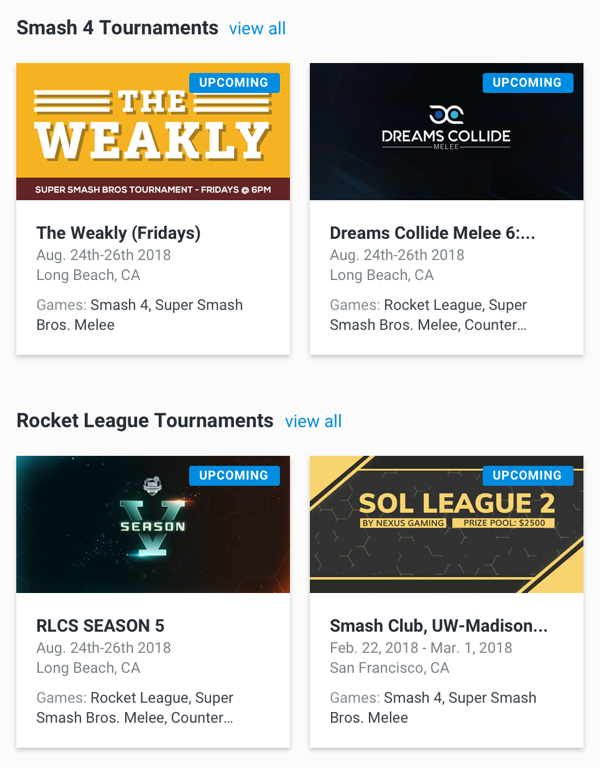 Smash 4 Tournaments view all
UPCOMING
THE
WEAKLY
SUPER SMASH BROS TOURNAMENT - FRIDAYS @ 6PM
The Weakly (Fridays)
Aug. 24th-26th 2018
Long Beach, CA
Games: Smash 4, Super Smash
Bros. Melee
UPCOMING
DREAMS COLLIDE
MELEE
Dreams Collide Melee 6:...
Aug. 24th-26th 2018
Long Beach, CA
Games: Rocket League, Super
Smash Bros. Melee, Counter...
Rocket League Tournaments view all
UPCOMING
V
SEASON
RLCS SEASON 5
Aug. 24th-26th 2018
Long Beach, CA
Games: Rocket League, Super
Smash Bros. Melee, Counter...
UPCOMING
SOL LEAGUE 2
BY NEXUS GAMING PRIZE POOL: $2500
Smash Club, UW-Madison...
Feb. 22, 2018 - Mar. 1, 2018
San Francisco, CA
Games: Smash 4, Super Smash
Bros. Melee